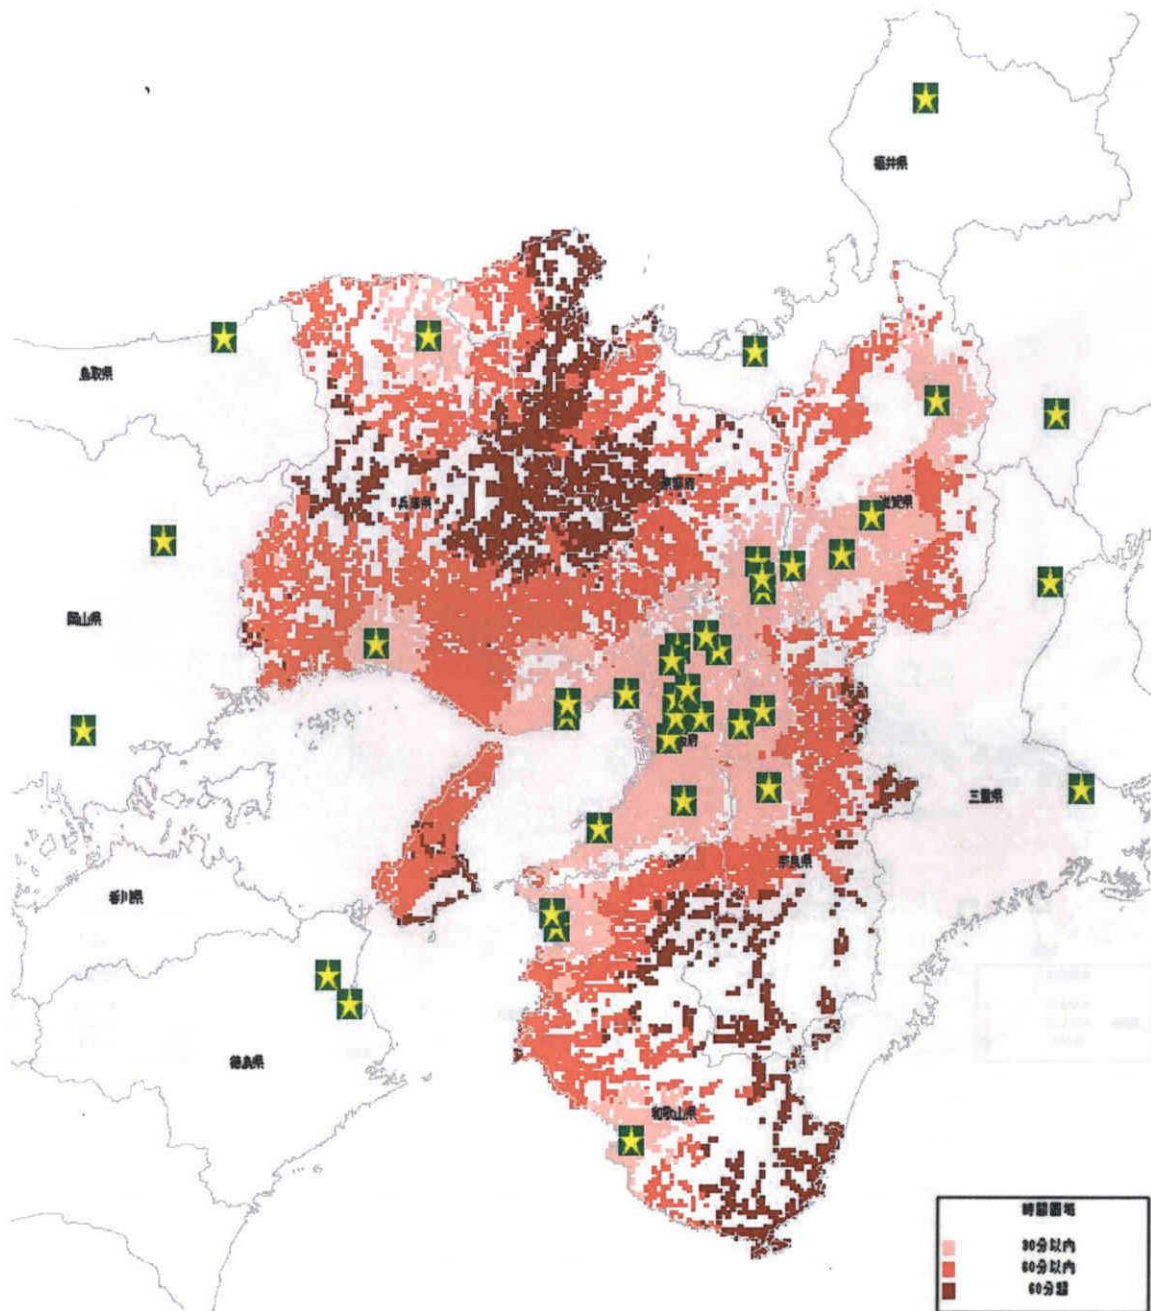 福井県
鳥取県
兵庫県
京都府
滋賀県
岡山県
三重県
奈良県
香川県
徳島県
和歌山県
時間圏域
30分以内
60分以内
60分超